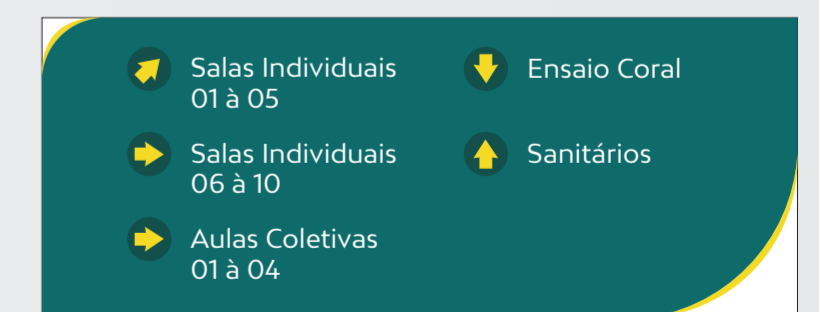 Salas Individuais
01 à 05
Salas Individuais
06 à 10
Aulas Coletivas
01 à 04
Ensaio Coral
Sanitários